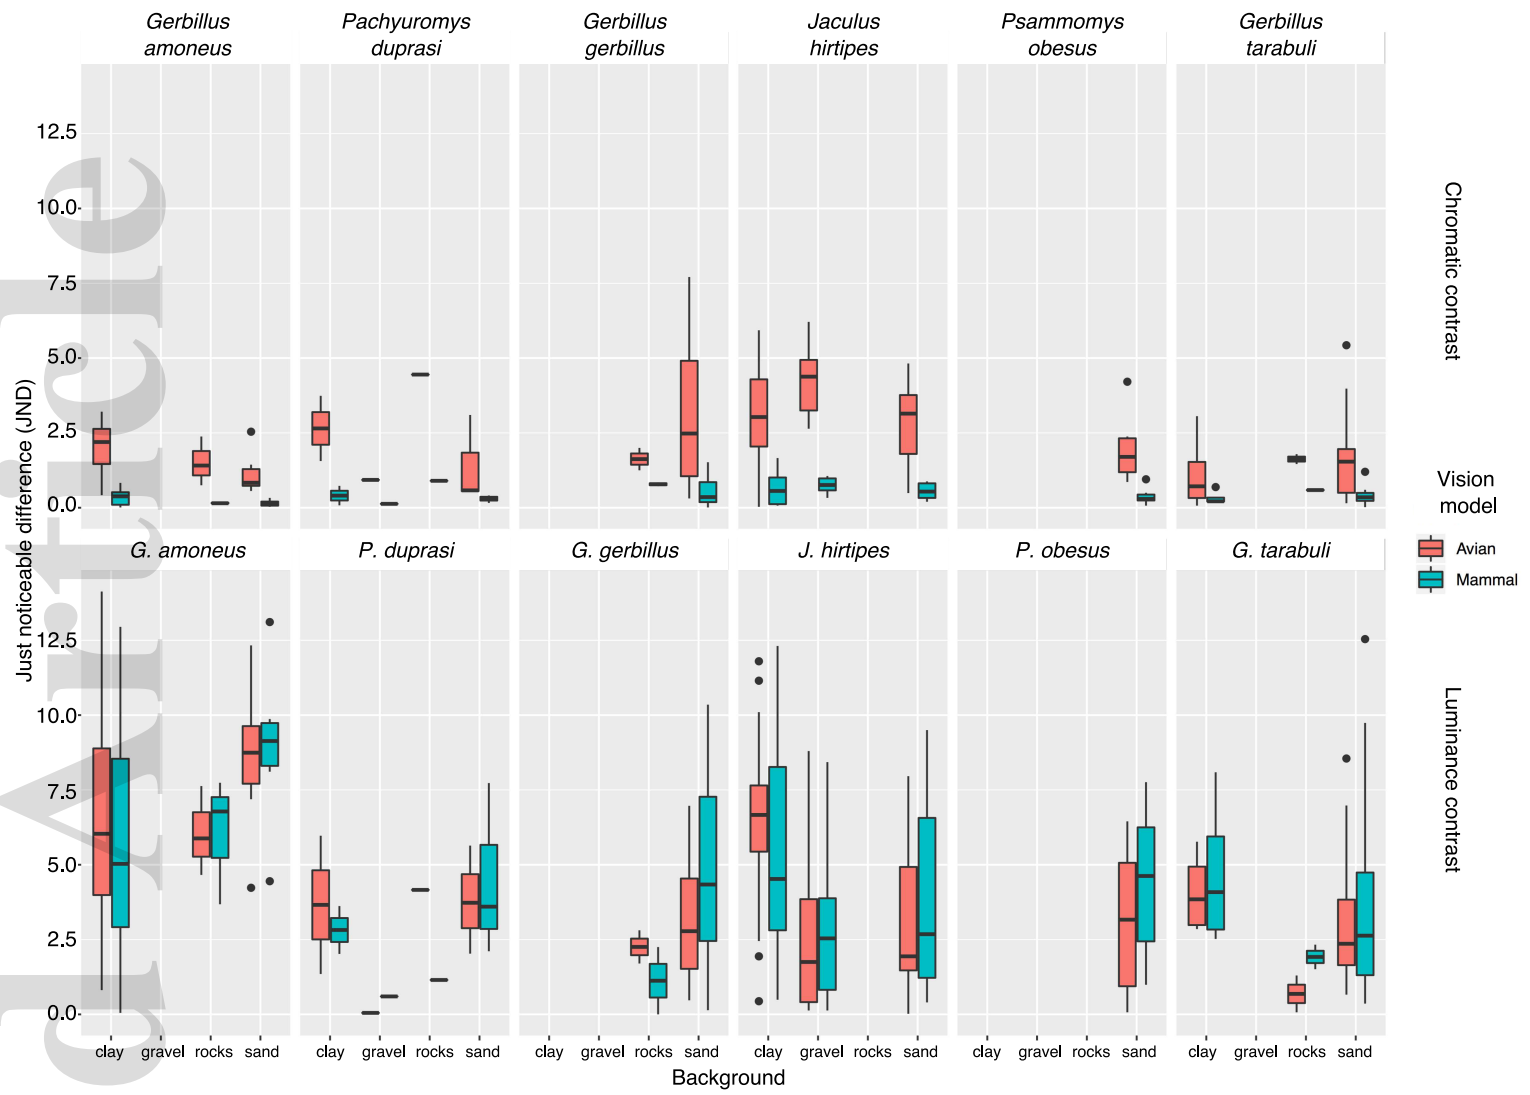 Gerbillus Pachyuromys Gerbillus Jaculus Psammomys Gerbillus
amoneus duprasi gerbillus hirtipes obesus tarabuli
12.5
10.0
7.5
5.0
2.5
0.0
Chromatic contrast
G. amoneus P. duprasi G. gerbillus J. hirtipes P. obesus G. tarabuli
12.5
10.0
7.5
5.0
2.5
0.0
Luminance contrast
Just noticeable difference (JND)
clay gravel rocks sand clay gravel rocks sand clay gravel rocks sand clay gravel rocks sand clay gravel rocks sand clay gravel rocks sand
Background
Vision
model
Avian
Mammal
d Article